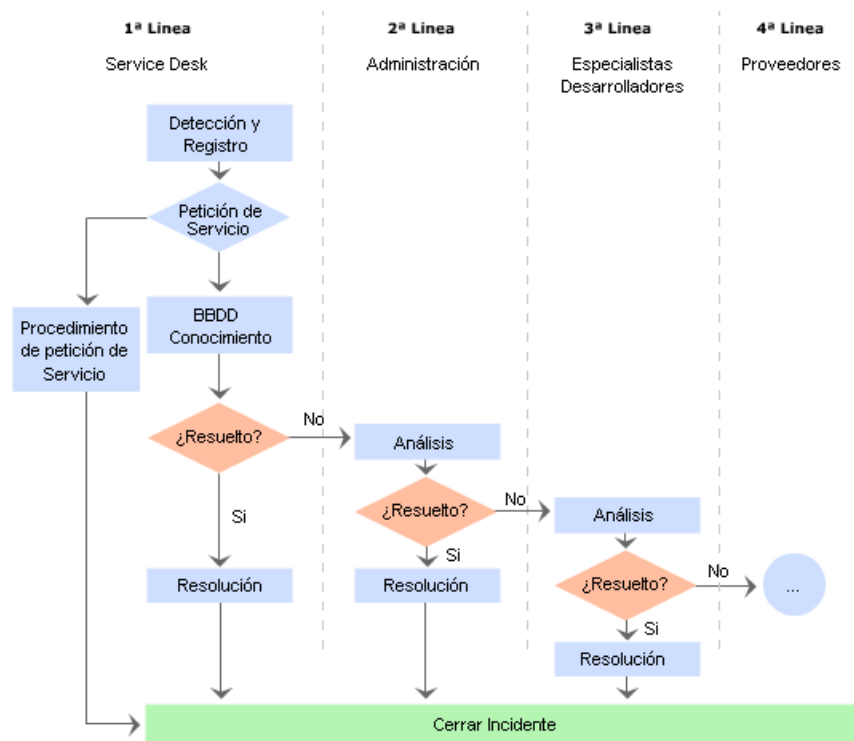 1ª Linea
Service Desk
2ª Linea
Administración
3ª Linea
Especialistas
Desarrolladores
4ª Linea
Proveedores
Detección y
Registro
Petición de
Servicio
Procedimiento
de petición de
Servicio
BBDD
Conocimiento
¿Resuelto?
No
Si
Resolución
Análisis
¿Resuelto?
No
Si
Resolución
Análisis
¿Resuelto?
No
Si
Resolución
...
Cerrar Incidente